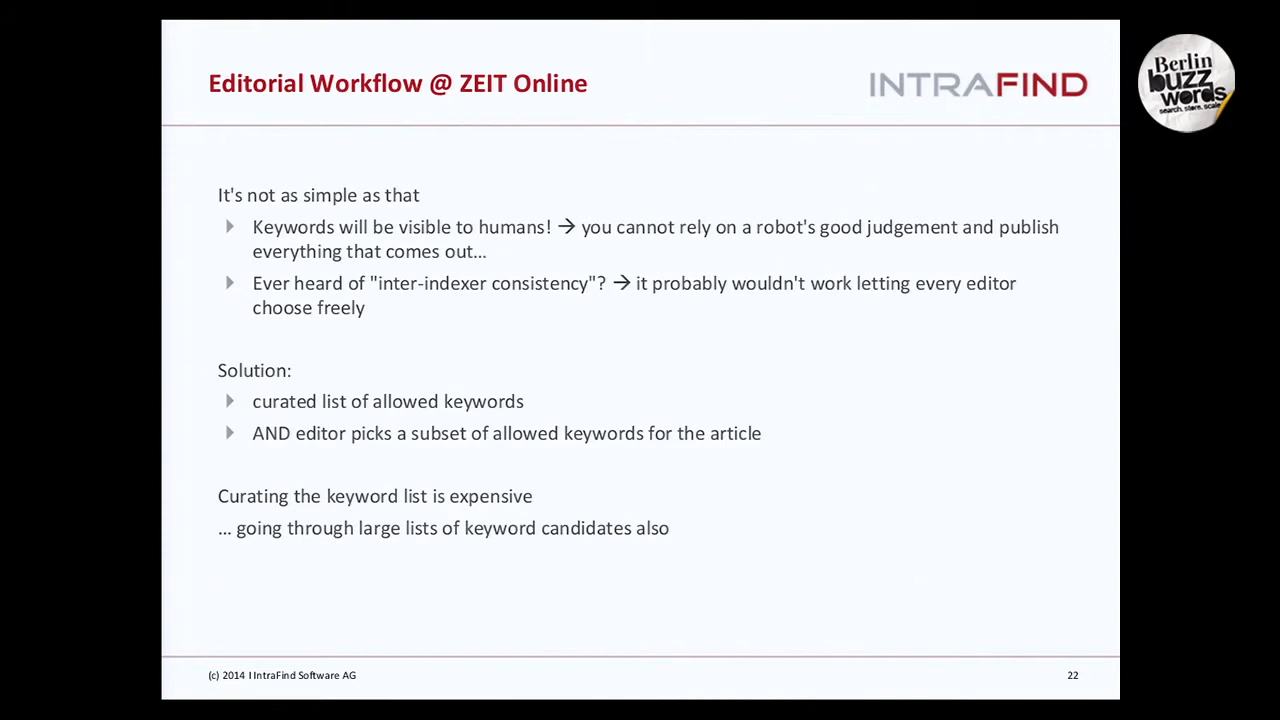 Editorial Workflow @ ZEIT Online
INTRAFIND
Berlin
buzz
words
search. store. scale.
It's not as simple as that
Keywords will be visible to humans! → you cannot rely on a robot's good judgement and publish
everything that comes out...
Ever heard of "inter-indexer consistency"? → it probably wouldn't work letting every editor
choose freely
Solution:
curated list of allowed keywords
AND editor picks a subset of allowed keywords for the article
Curating the keyword list is expensive
... going through large lists of keyword candidates also
(c) 2014 I IntraFind Software AG
22